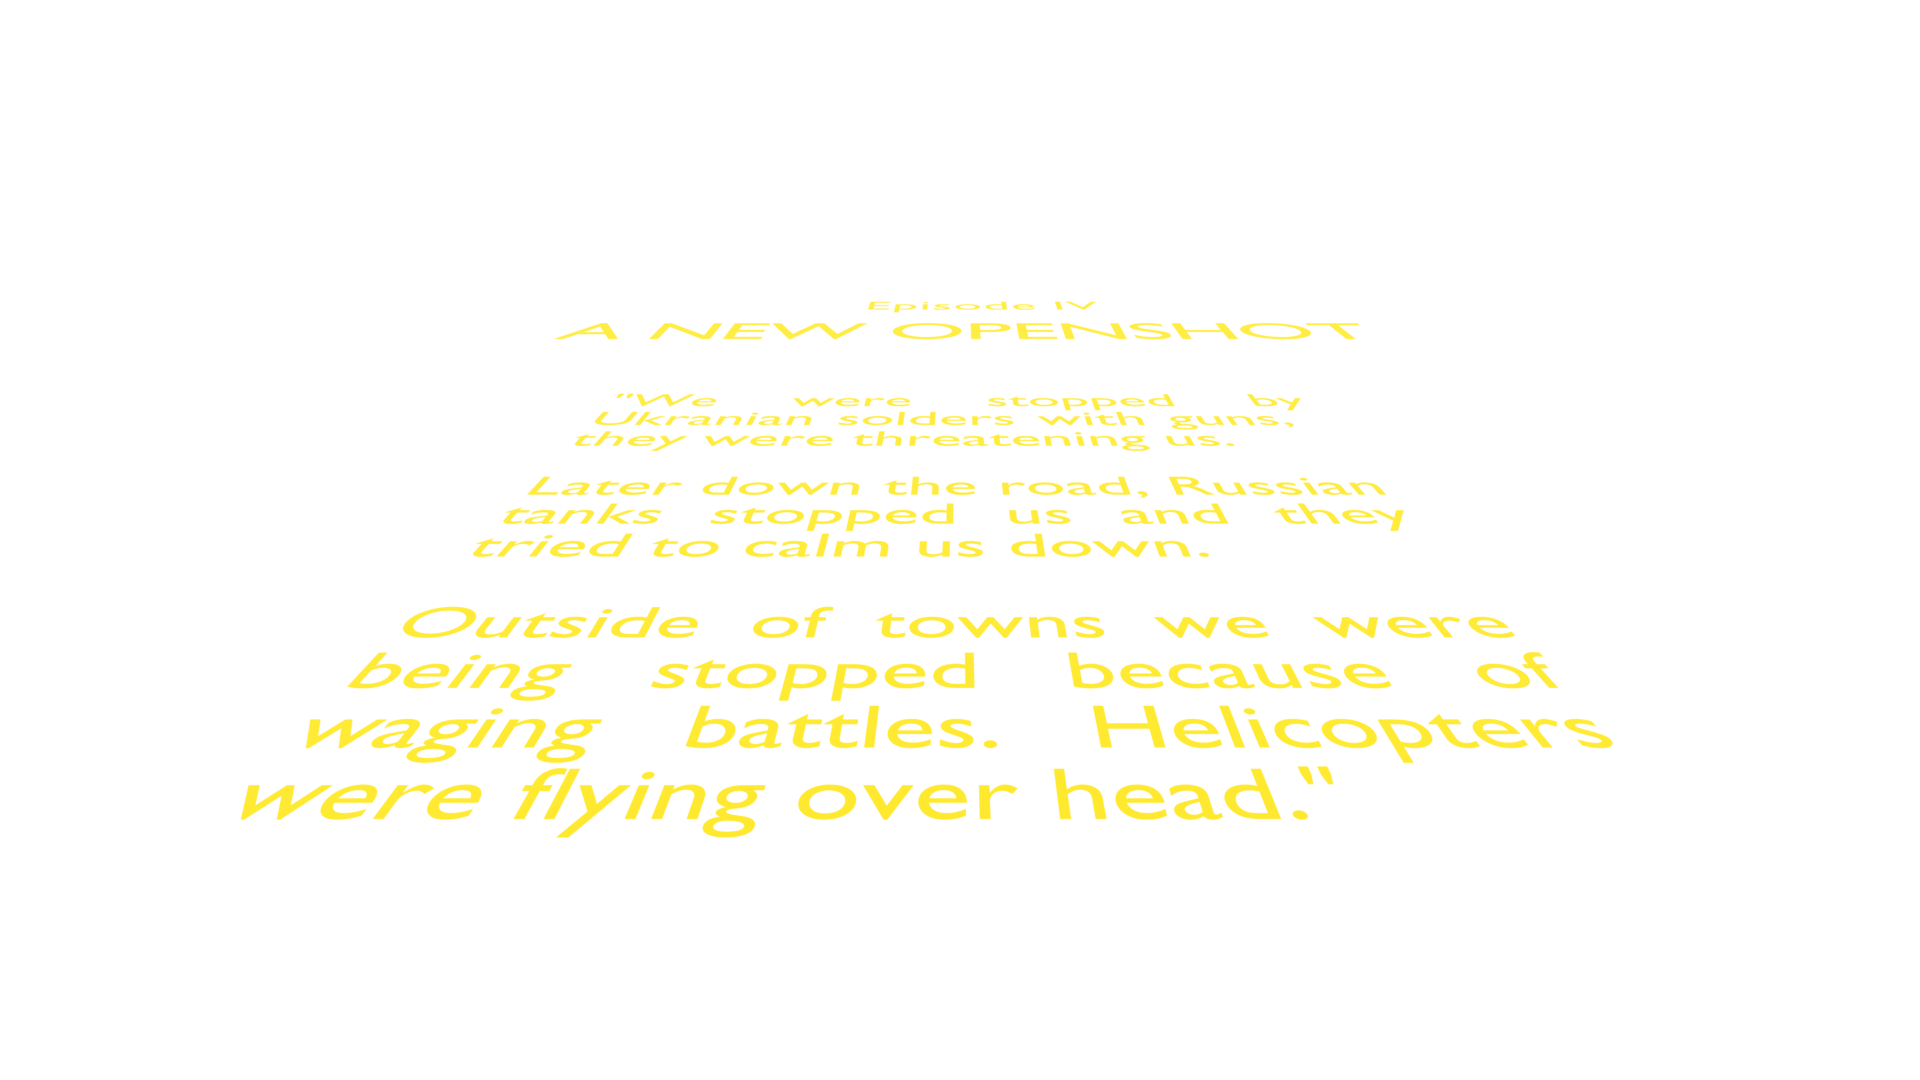 Episode IV
A NEW OPENSHOT
"We were stopped by
Ukranian solders with guns,
they were threatening us.
Later down the road, Russian
tanks stopped us and they
tried to calm us down.
Outside of towns we were
being stopped because of
waging battles. Helicopters
were flying over head."